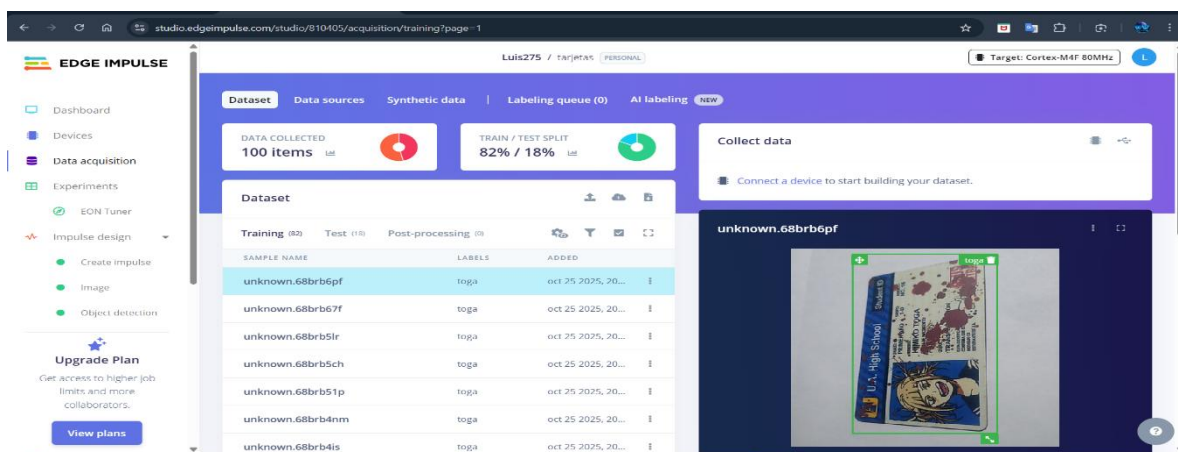 studio.edgeimpulse.com/studio/810405/acquisition/training?page=1
EDGE IMPULSE
Luis275 / tarjetas PERSONAL
Target: Cortex-M4F 80MHz
L
Dashboard
Devices
Data acquisition
Experiments
EON Tuner
Impulse design
Create impulse
Image
Object detection
Upgrade Plan
Get access to higher job
limits and more
collaborators.
View plans
Dataset Data sources Synthetic data | Labeling queue (0) AI labeling NEW
DATA COLLECTED
100 items
TRAIN / TEST SPLIT
82% / 18%
Dataset
Training (82) Test (18) Post-processing (0)
SAMPLE NAME LABELS ADDED
unknown.68brb6pf toga oct 25 2025, 20...
unknown.68brb67f toga oct 25 2025, 20...
unknown.68brb5lr toga oct 25 2025, 20...
unknown.68brb5ch toga oct 25 2025, 20...
unknown.68brb51p toga oct 25 2025, 20...
unknown.68brb4nm toga oct 25 2025, 20...
unknown.68brb4is toga oct 25 2025, 20...
Collect data
Connect a device to start building your dataset.
unknown.68brb6pf
toga
U.A. High School
Student ID
HIMIKO TOGA
?